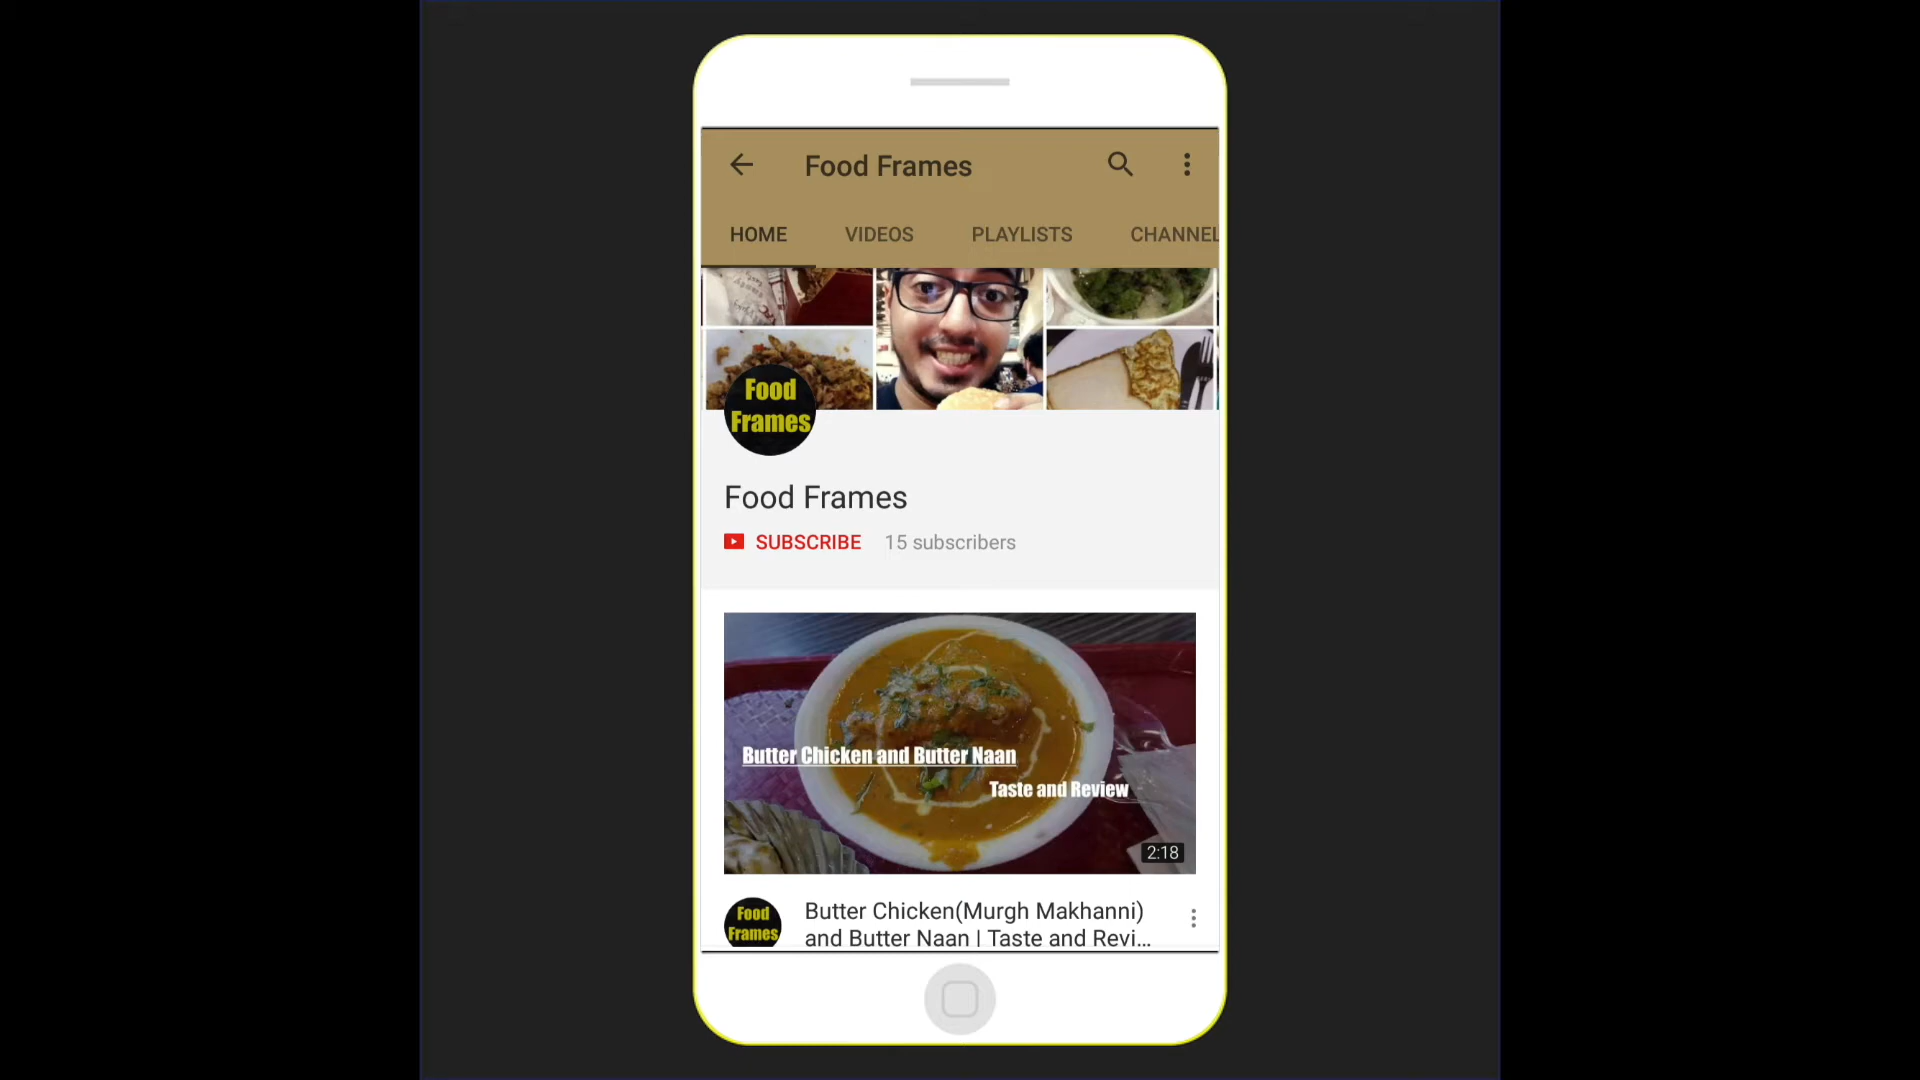 Food Frames
HOME VIDEOS PLAYLISTS CHANNEL
Food
Frames
Food Frames
SUBSCRIBE 15 subscribers
Butter Chicken and Butter Naan
Taste and Review
2:18
Food
Frames
Butter Chicken(Murgh Makhanni)
and Butter Naan | Taste and Revi...